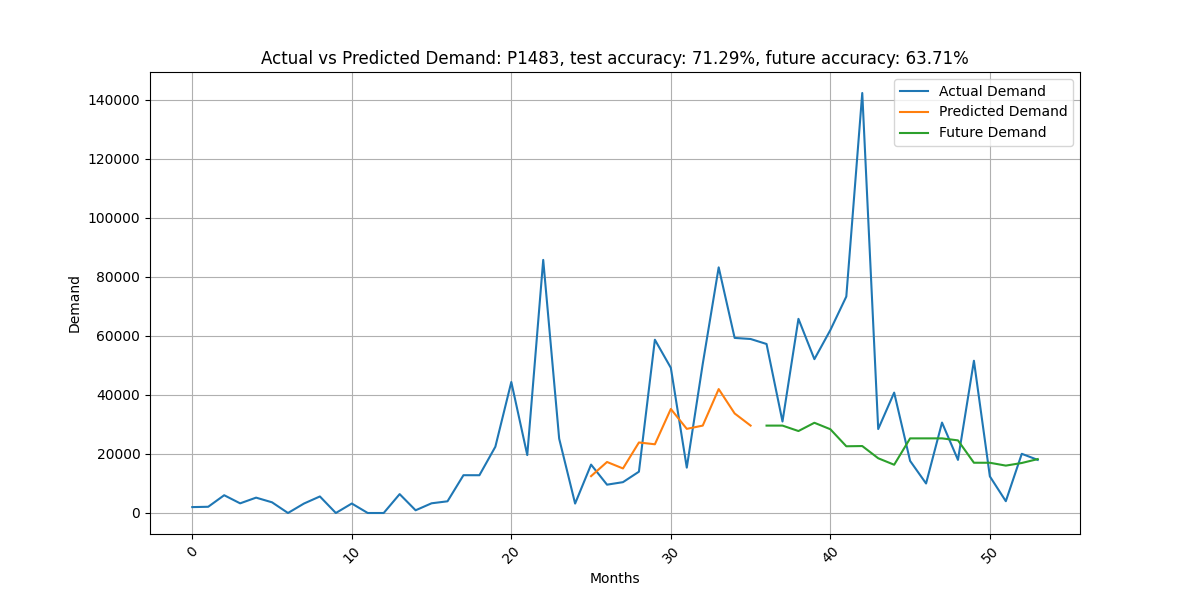 Actual vs Predicted Demand: P1483, test accuracy: 71.29%, future accuracy: 63.71%
Actual Demand
Predicted Demand
Future Demand
140000
120000
100000
80000
60000
40000
20000
0
Demand
0
10
20
30
40
50
Months